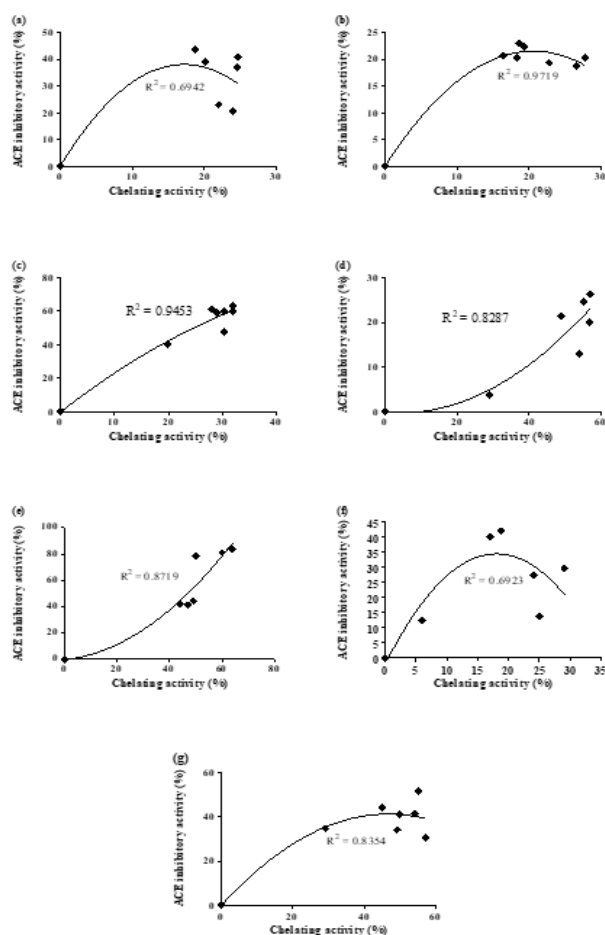 (a)
ACE inhibitory activity (%)
50
40
30
20
10
0
R² = 0.6942
0 10 20 30
Chelating activity (%)
(b)
ACE inhibitory activity (%)
25
20
15
10
5
0
R² = 0.9719
0 10 20 30
Chelating activity (%)
(c)
ACE inhibitory activity (%)
80
60
40
20
0
R² = 0.9453
0 10 20 30 40
Chelating activity (%)
(d)
ACE inhibitory activity (%)
30
20
10
0
R² = 0.8287
0 20 40 60
Chelating activity (%)
(e)
ACE inhibitory activity (%)
100
80
60
40
20
0
R² = 0.8719
0 20 40 60 80
Chelating activity (%)
(f)
ACE inhibitory activity (%)
45
40
35
30
25
20
15
10
5
0
R² = 0.6923
0 5 10 15 20 25 30 35
Chelating activity (%)
(g)
ACE inhibitory activity (%)
60
40
20
0
R² = 0.8354
0 20 40 60
Chelating activity (%)